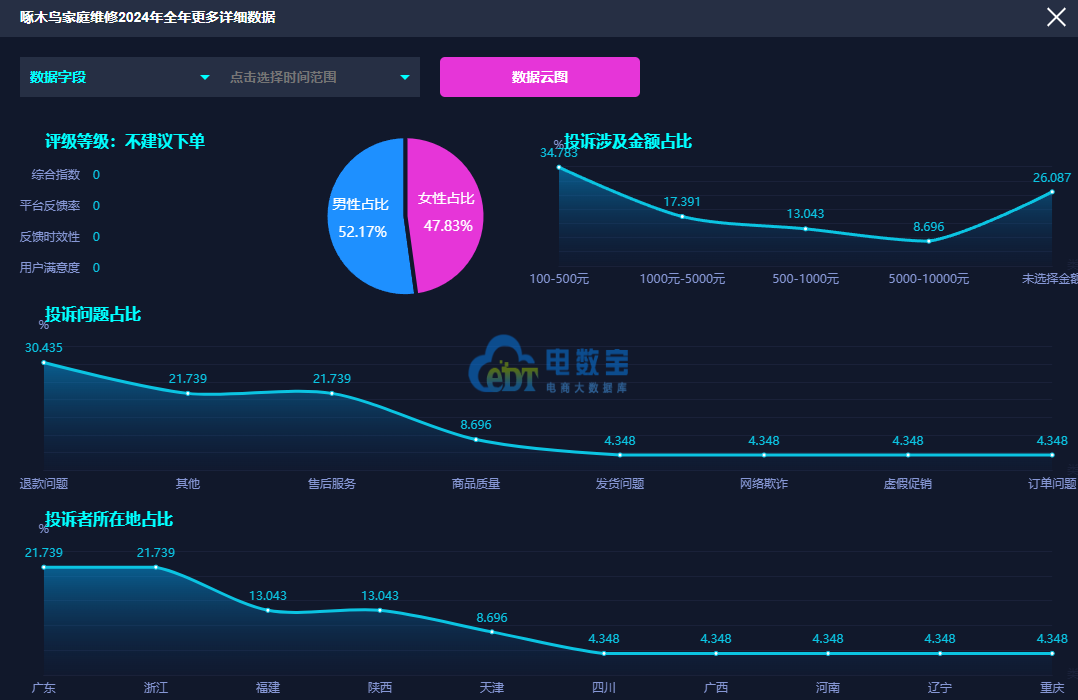 啄木鸟家庭维修2024年全年更多详细数据
数据字段
点击选择时间范围
数据云图
评级等级：不建议下单
综合指数 0
平台反馈率 0
反馈时效性 0
用户满意度 0
男性占比
52.17%
女性占比
47.83%
投诉涉及金额占比
%
34.783
17.391
13.043
8.696
26.087
100-500元
1000元-5000元
500-1000元
5000-10000元
未选择金额
投诉问题占比
%
30.435
21.739
21.739
8.696
4.348
4.348
4.348
4.348
退款问题
其他
售后服务
商品质量
发货问题
网络欺诈
虚假促销
订单问题
ebT
电数宝
电商大数据库
投诉者所在地占比
%
21.739
21.739
13.043
13.043
8.696
4.348
4.348
4.348
4.348
4.348
广东
浙江
福建
陕西
天津
四川
广西
河南
辽宁
重庆